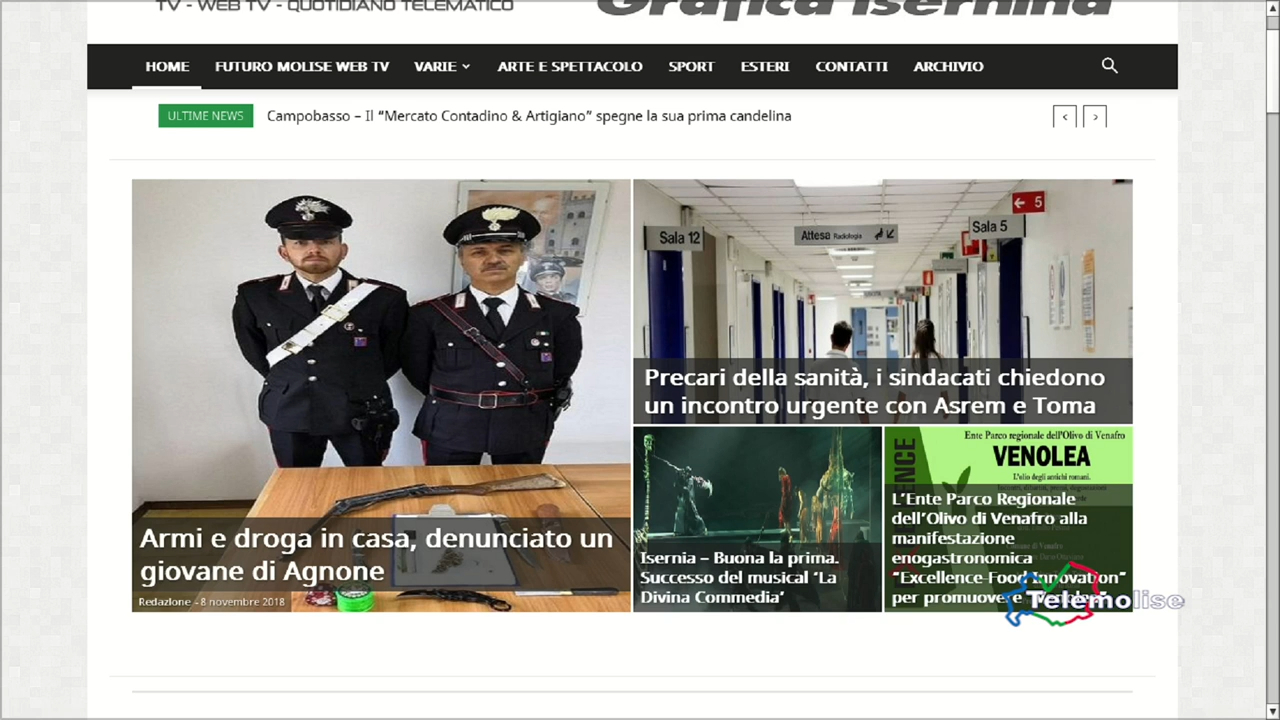 TV - WEB TV - QUOTIDIANO TELEMATICO
Grafica Isernina
HOME FUTURO MOLISE WEB TV VARIE ARTE E SPETTACOLO SPORT ESTERI CONTATTI ARCHIVIO
ULTIME NEWS Campobasso – Il “Mercato Contadino & Artigiano” spegne la sua prima candelina
Sala 12
Attesa Radiologia
Sala 5
5
Precari della sanità, i sindacati chiedono
un incontro urgente con Asrem e Toma
Armi e droga in casa, denunciato un
giovane di Agnone
Redazione - 8 novembre 2018
Isernia – Buona la prima.
Successo del musical ‘La
Divina Commedia’
Ente Parco regionale dell'Olivo di Venafro
VENOLEA
L'olio degli antichi romani.
L’Ente Parco Regionale
dell’Olivo di Venafro alla
manifestazione
enogastronomica
“Excellence-Food Innovation”
per promuovere
Telemolise